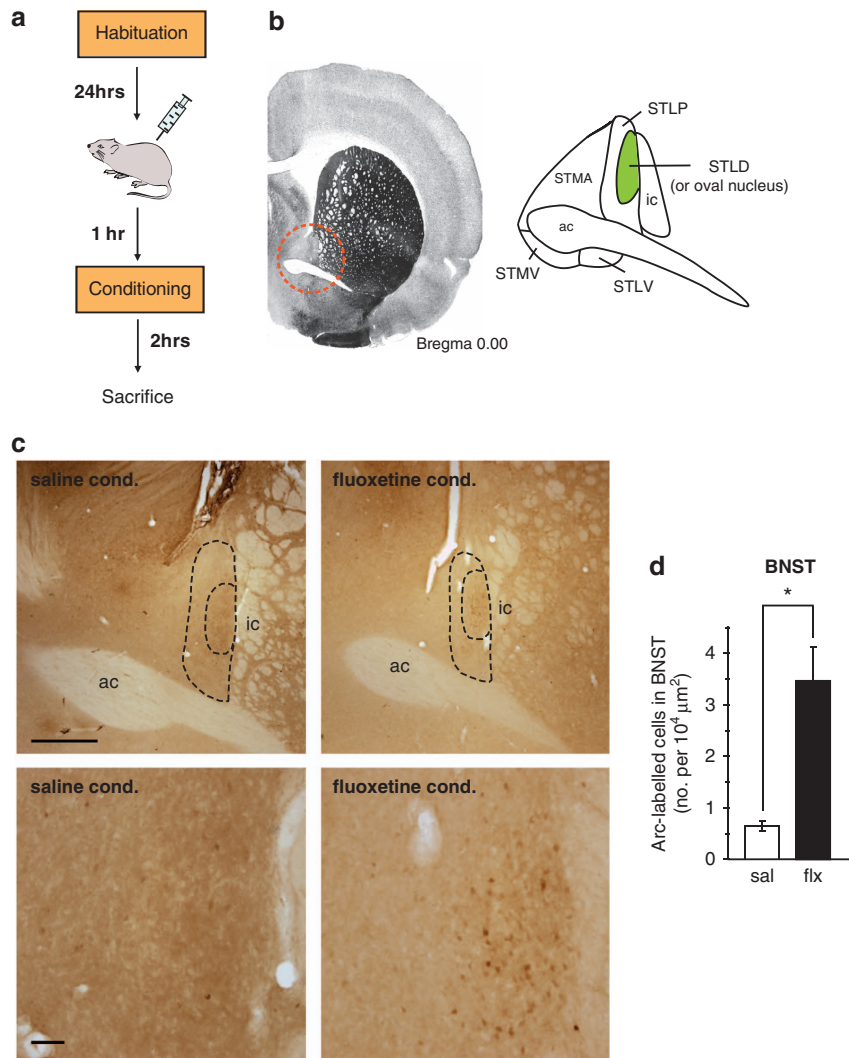 a
Habituation
24hrs
1 hr
Conditioning
2hrs
Sacrifice
b
Bregma 0.00
STLP
STLD
(or oval nucleus)
STMA
ic
ac
STMV
STLV
c
saline cond.
ic
ac
fluoxetine cond.
ic
ac
saline cond.
fluoxetine cond.
d
BNST
*
Arc-labelled cells in BNST
(no. per 10⁴ μm²)
4
3
2
1
0
sal
flx